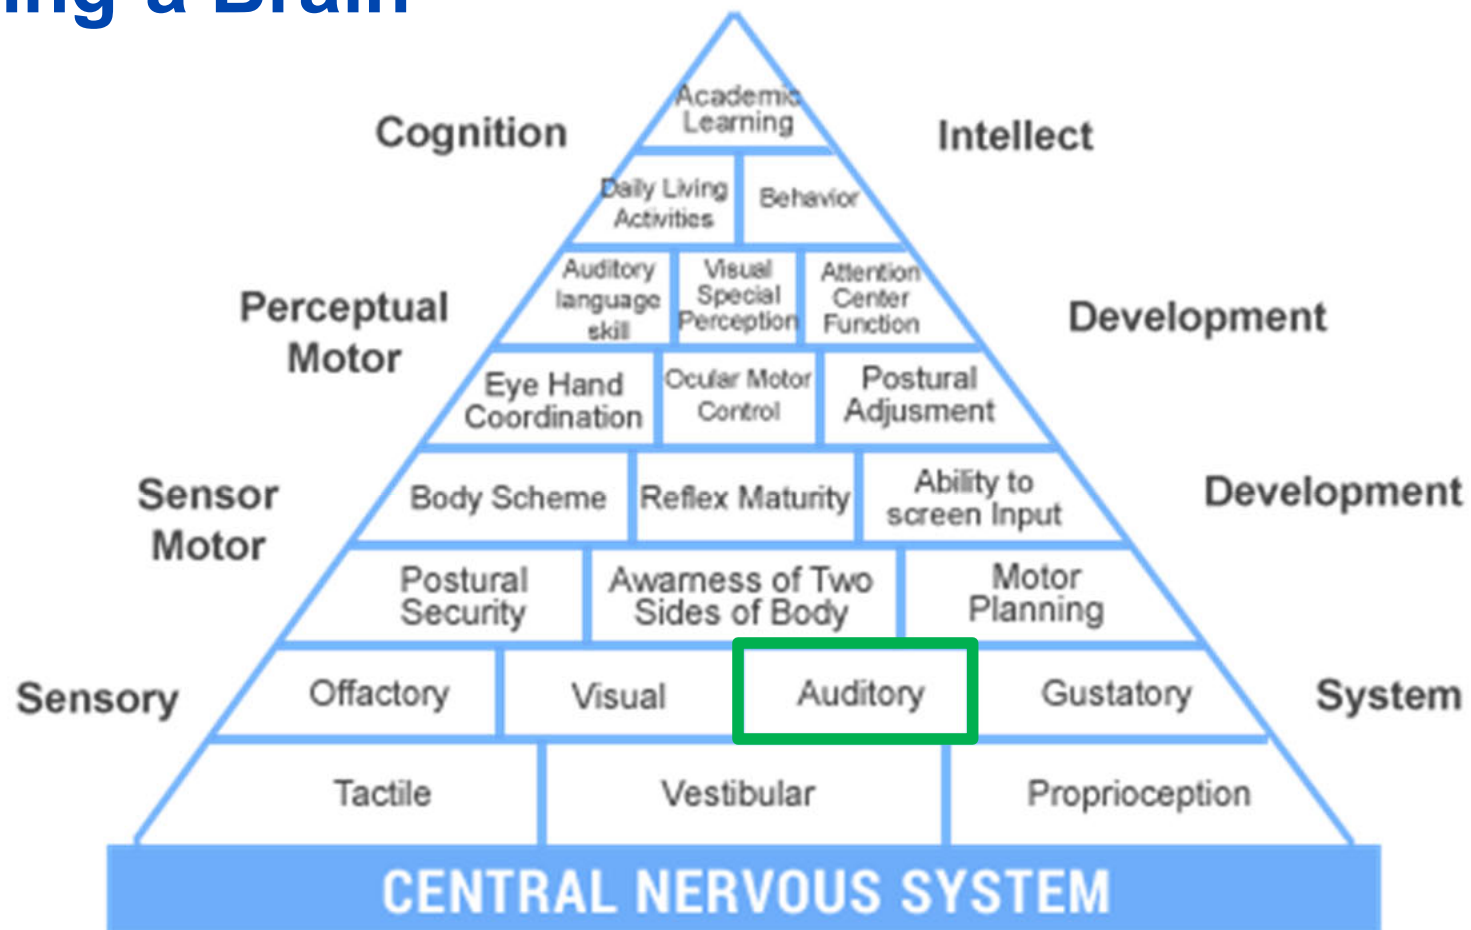 ing a Brain
Cognition
Academic
Learning
Intellect
Daily Living
Activities
Behavior
Perceptual
Motor
Auditory
language
skill
Visual
Special
Perception
Attention
Center
Function
Development
Eye Hand
Coordination
Ocular Motor
Control
Postural
Adjusment
Sensor
Motor
Body Scheme
Reflex Maturity
Ability to
screen Input
Development
Postural
Security
Awarness of Two
Sides of Body
Motor
Planning
Sensory
Offactory
Visual
Auditory
Gustatory
System
Tactile
Vestibular
Proprioception
CENTRAL NERVOUS SYSTEM